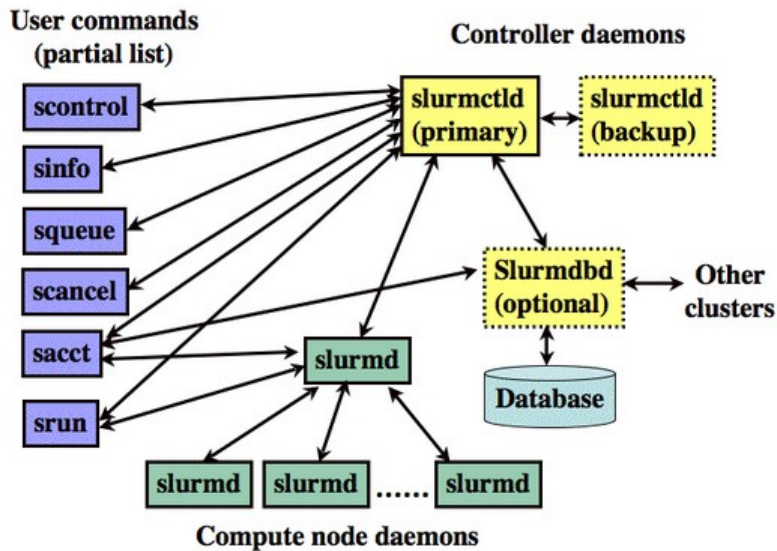 User commands
(partial list)
Controller daemons
scontrol
sinfo
squeue
scancel
sacct
srun
slurmctld
(primary)
slurmctld
(backup)
Slurmdbd
(optional)
Other
clusters
Database
slurmd
slurmd
slurmd
......
slurmd
Compute node daemons